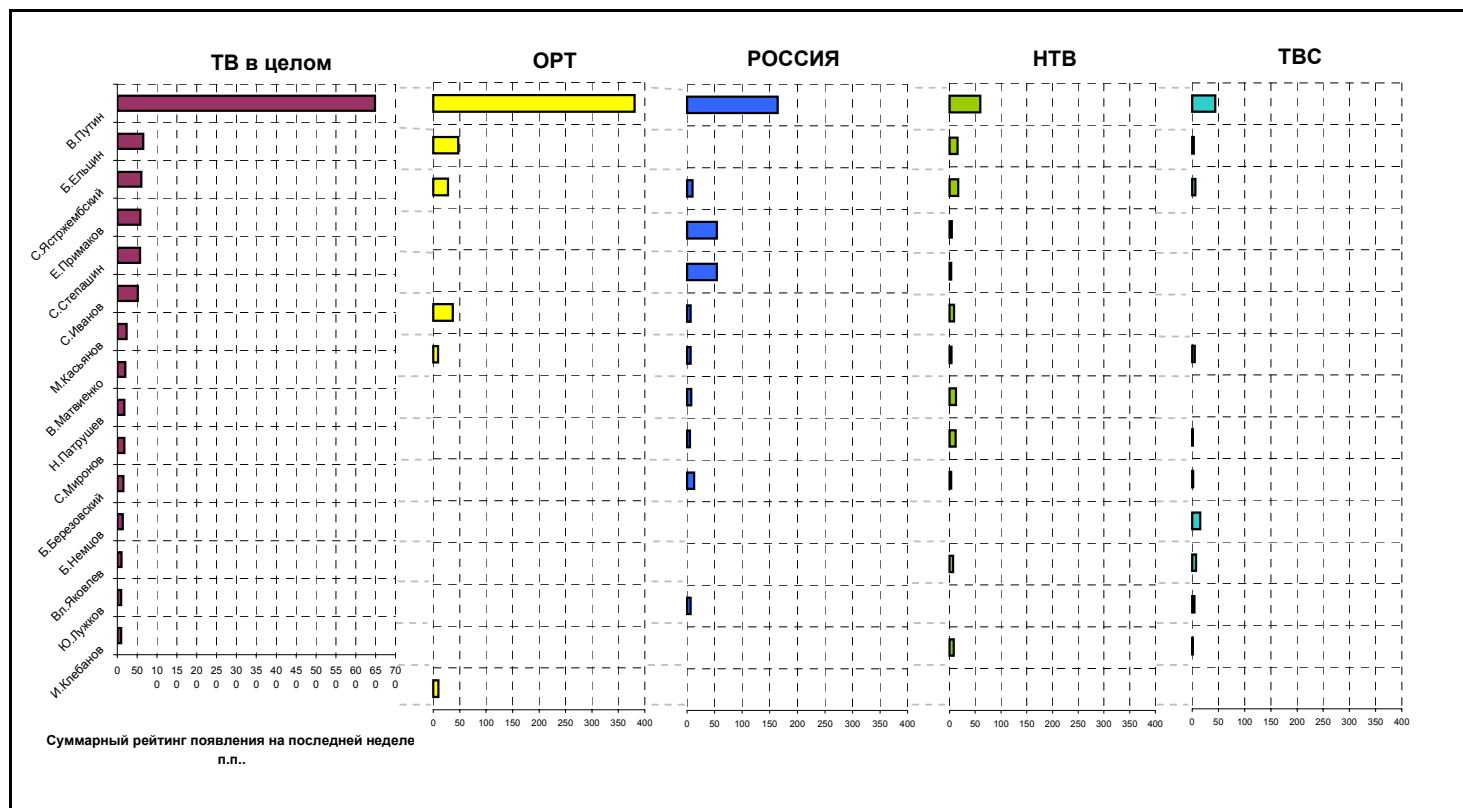 ТВ в целом
ОРТ
РОССИЯ
НТВ
ТВС
В.Путин
Б.Ельцин
С.Ястржембский
Е.Примаков
С.Степашин
С.Иванов
М.Касьянов
В.Матвиенко
Н.Патрушев
С.Миронов
Б.Березовский
Б.Немцов
Вл.Яковлев
Ю.Лужков
И.Клебанов
0 50 10 15 20 25 30 35 40 45 50 55 60 65 70
0 0 0 0 0 0 0 0 0 0 0 0 0
0 50 100 150 200 250 300 350 400
0 50 100 150 200 250 300 350 400
0 50 100 150 200 250 300 350 400
0 50 100 150 200 250 300 350 400
Суммарный рейтинг появления на последней неделе
п.п..